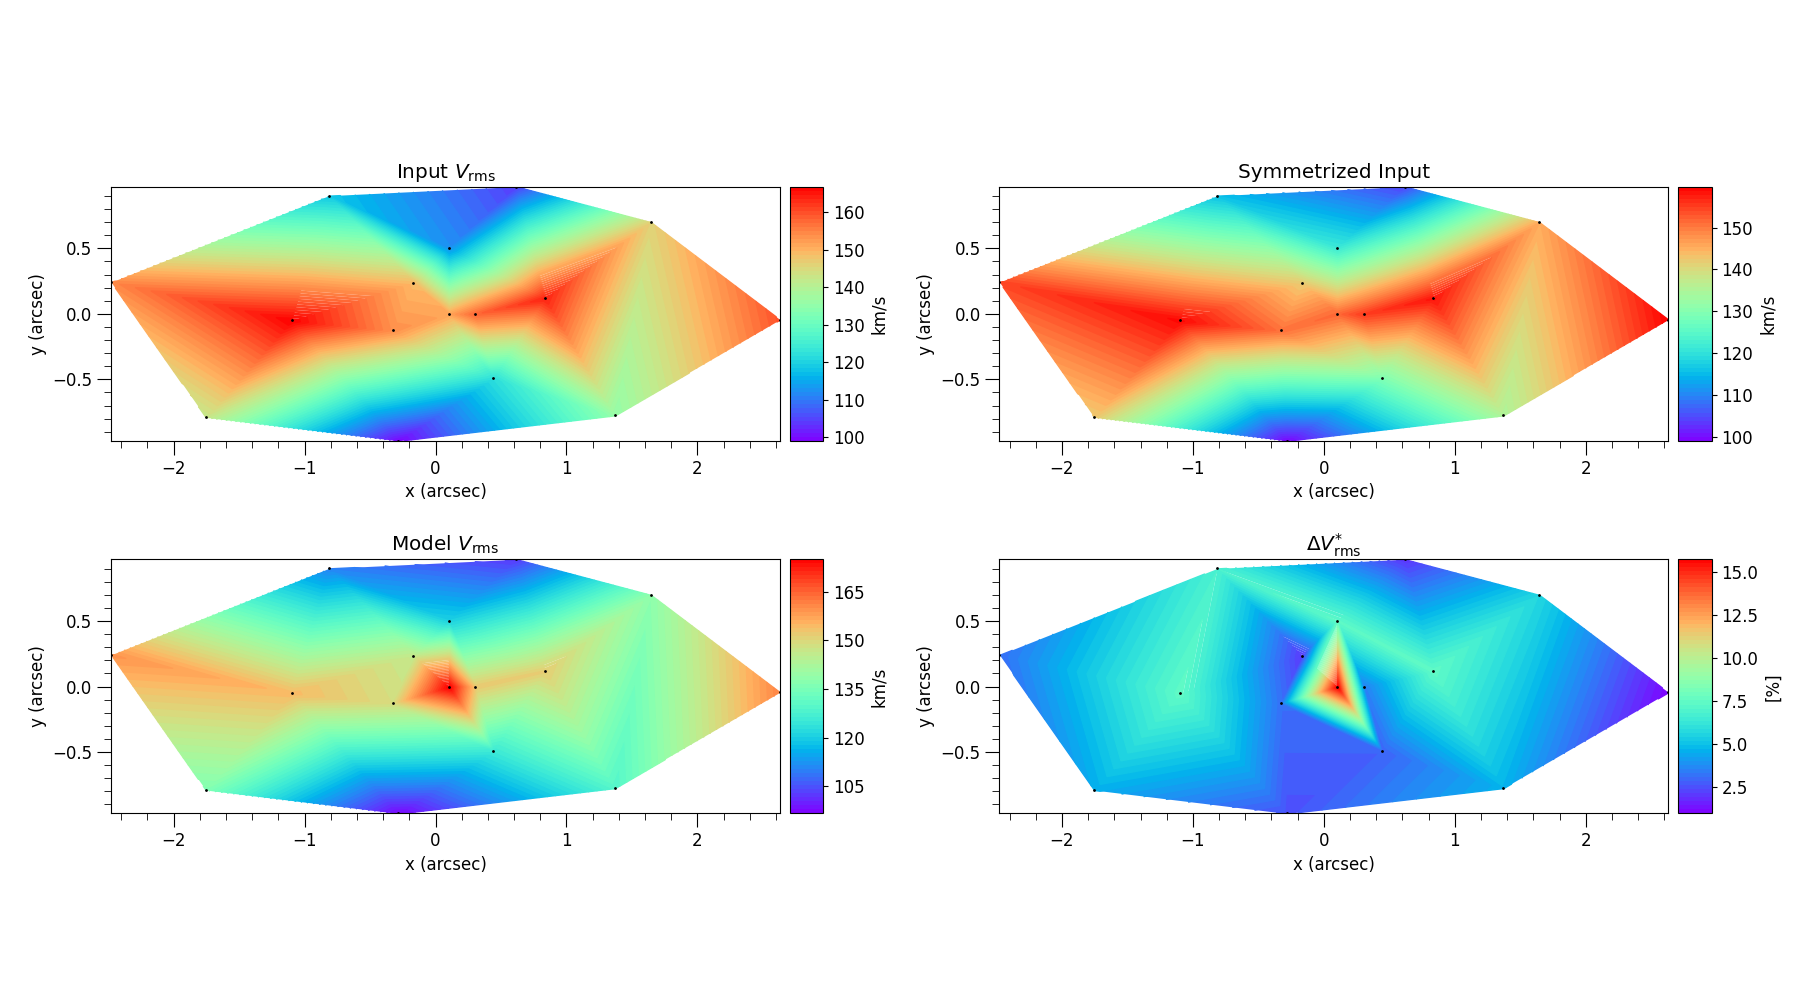 Input V_rms
Symmetrized Input
y (arcsec)
0.5
0.0
−0.5
−2 −1 0 1 2
x (arcsec)
160
150
140
130
120
110
100
km/s
y (arcsec)
0.5
0.0
−0.5
−2 −1 0 1 2
x (arcsec)
150
140
130
120
110
100
km/s
Model V_rms
ΔV*_rms
y (arcsec)
0.5
0.0
−0.5
−2 −1 0 1 2
x (arcsec)
165
150
135
120
105
km/s
y (arcsec)
0.5
0.0
−0.5
−2 −1 0 1 2
x (arcsec)
15.0
12.5
10.0
7.5
5.0
2.5
[%]